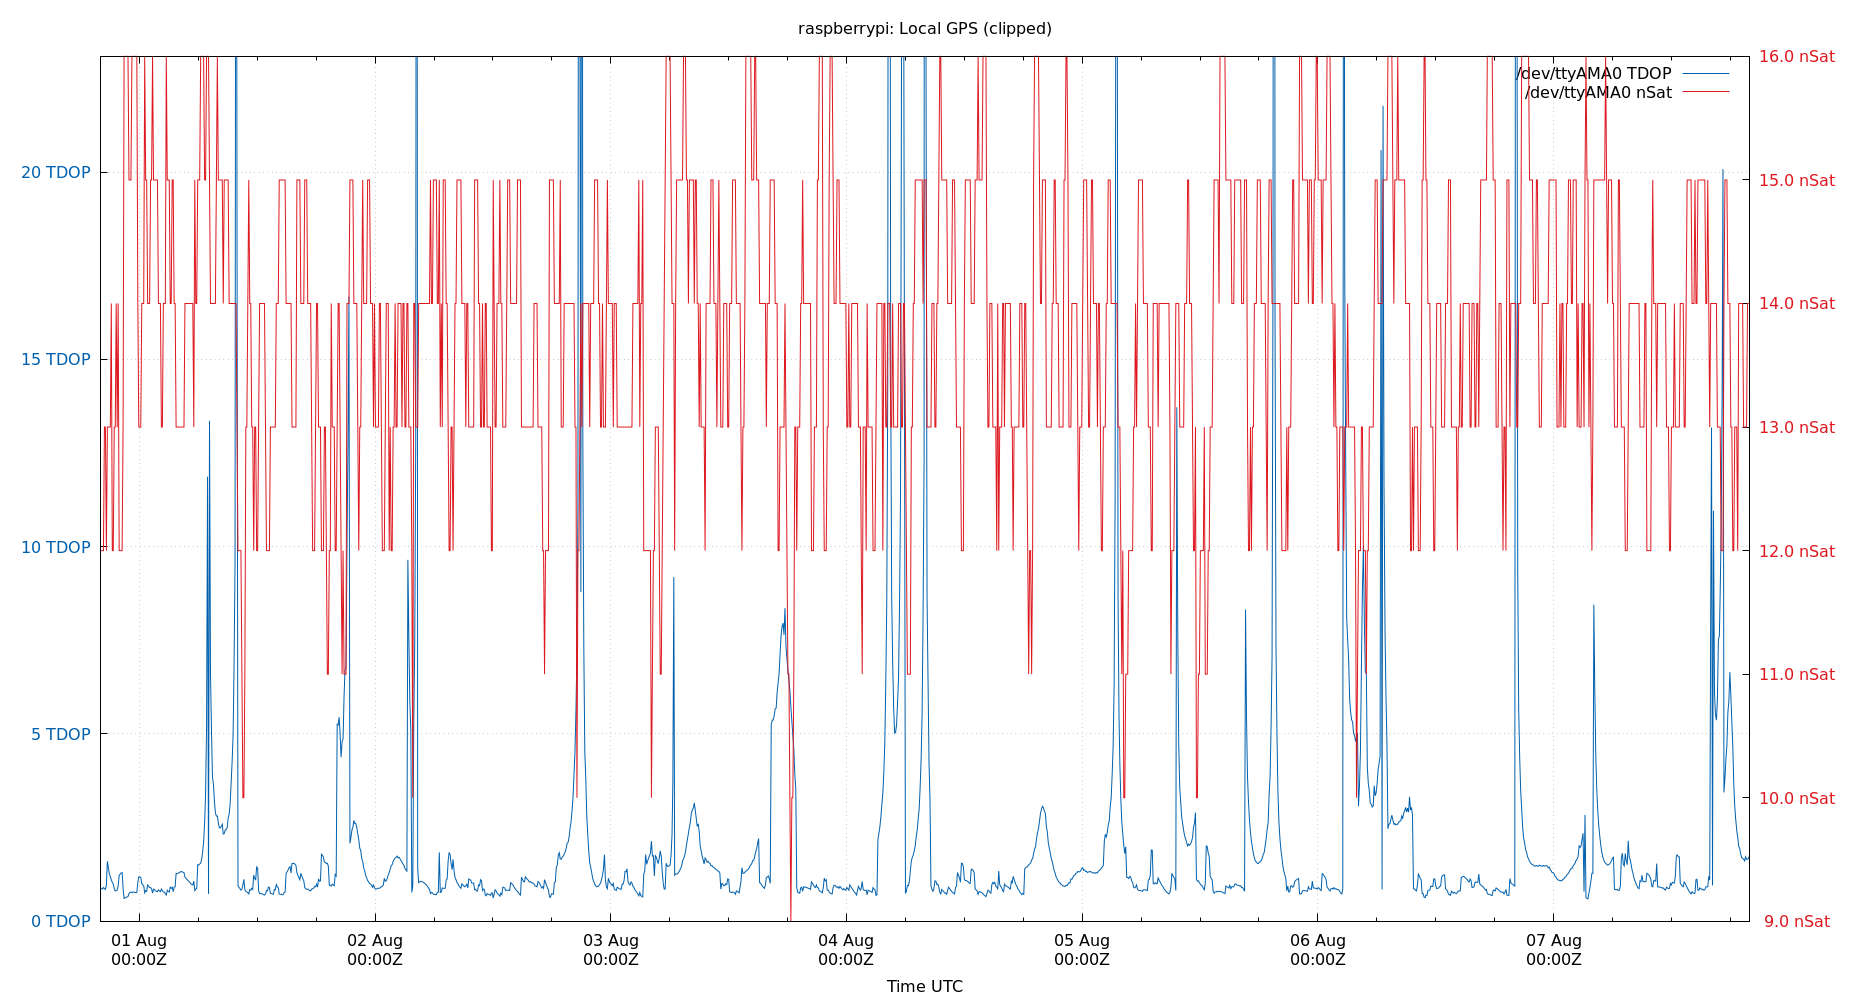 raspberrypi: Local GPS (clipped)
/dev/ttyAMA0 TDOP
/dev/ttyAMA0 nSat
20 TDOP
15 TDOP
10 TDOP
5 TDOP
0 TDOP
16.0 nSat
15.0 nSat
14.0 nSat
13.0 nSat
12.0 nSat
11.0 nSat
10.0 nSat
9.0 nSat
01 Aug
00:00Z
02 Aug
00:00Z
03 Aug
00:00Z
04 Aug
00:00Z
05 Aug
00:00Z
06 Aug
00:00Z
07 Aug
00:00Z
Time UTC